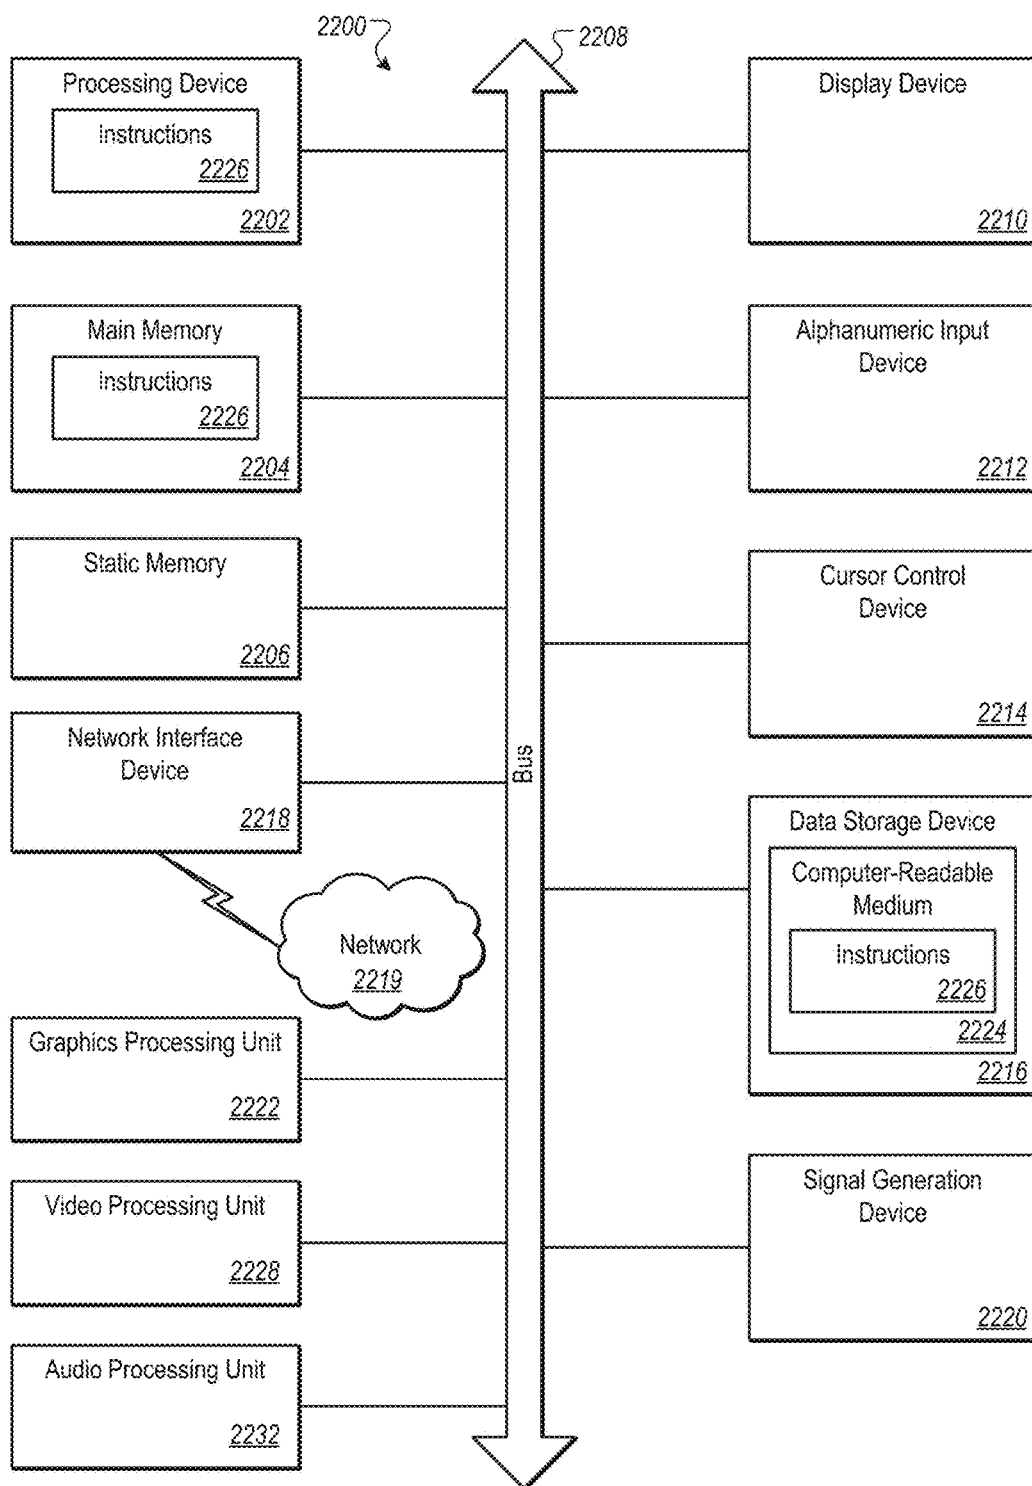 2200
2208
Processing Device
Instructions
2226
2202
Main Memory
Instructions
2226
2204
Static Memory
2206
Network Interface
Device
2218
Network
2219
Graphics Processing Unit
2222
Video Processing Unit
2228
Audio Processing Unit
2232
Bus
Display Device
2210
Alphanumeric Input
Device
2212
Cursor Control
Device
2214
Data Storage Device
Computer-Readable
Medium
Instructions
2226
2224
2216
Signal Generation
Device
2220